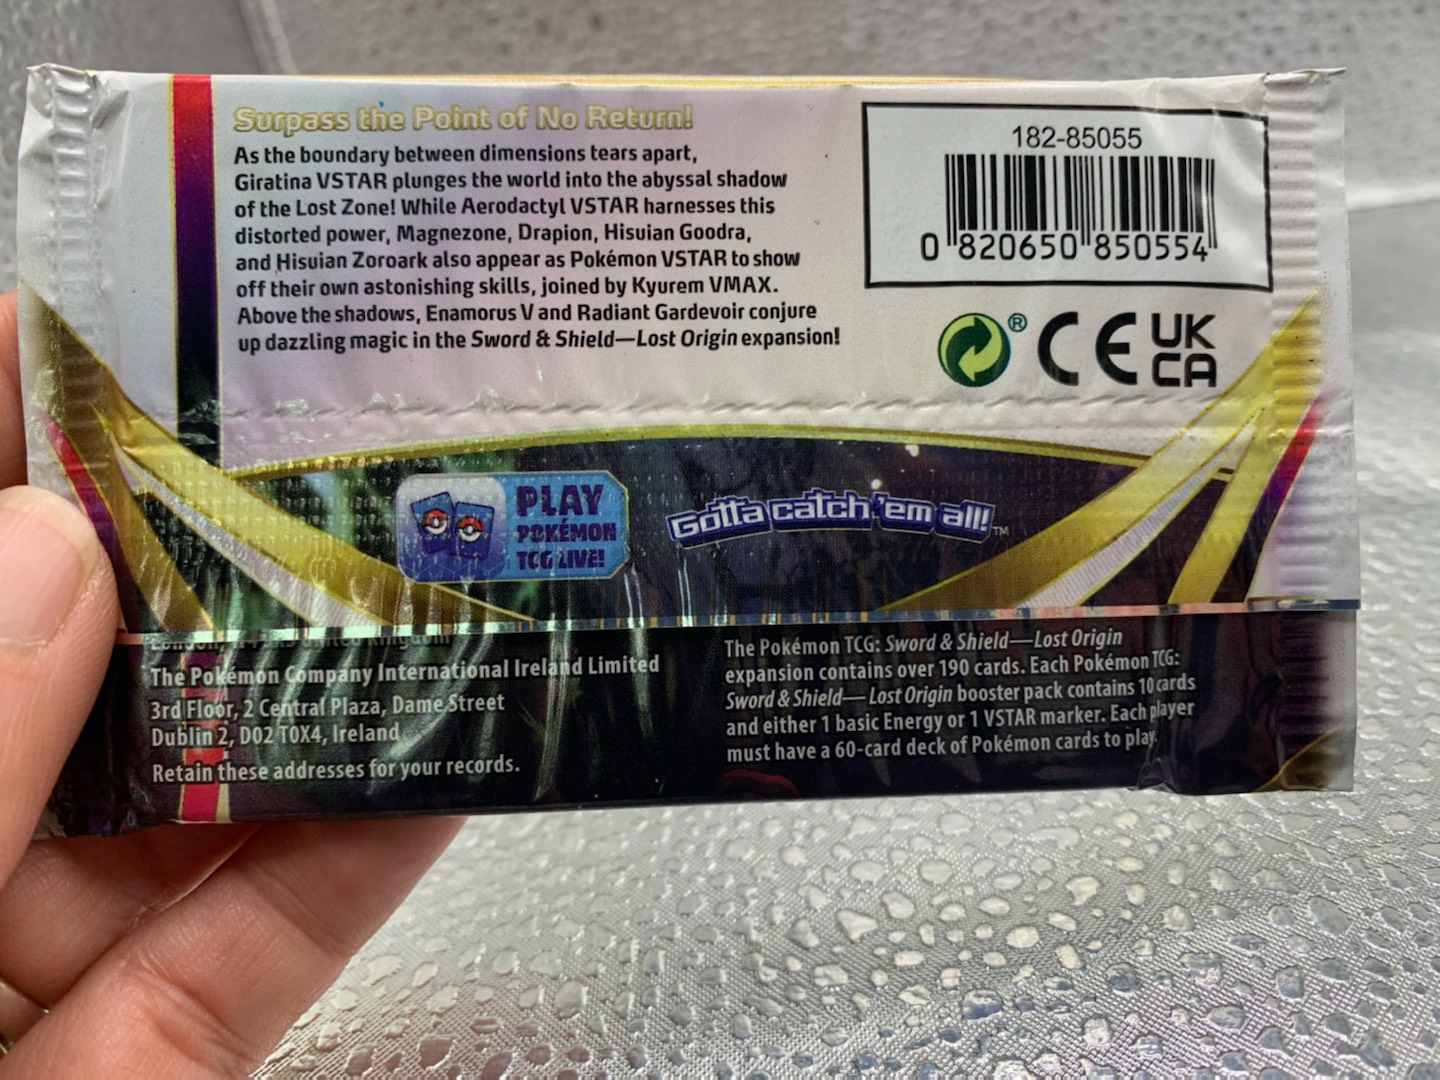 Surpass the Point of No Return!
As the boundary between dimensions tears apart,
Giratina VSTAR plunges the world into the abyssal shadow
of the Lost Zone! While Aerodactyl VSTAR harnesses this
distorted power, Magnezone, Drapion, Hisuian Goodra,
and Hisuian Zoroark also appear as Pokémon VSTAR to show
off their own astonishing skills, joined by Kyurem VMAX.
Above the shadows, Enamorus V and Radiant Gardevoir conjure
up dazzling magic in the Sword & Shield—Lost Origin expansion!
182-85055
0 820650 850554
® CE UK
CA
PLAY
POKÉMON
TCG LIVE!
Gotta catch 'em all!™
London, United Kingdom
The Pokémon Company International Ireland Limited
3rd Floor, 2 Central Plaza, Dame Street
Dublin 2, D02 T0X4, Ireland
Retain these addresses for your records.
The Pokémon TCG: Sword & Shield—Lost Origin
expansion contains over 190 cards. Each Pokémon TCG:
Sword & Shield—Lost Origin booster pack contains 10 cards
and either 1 basic Energy or 1 VSTAR marker. Each player
must have a 60-card deck of Pokémon cards to play.